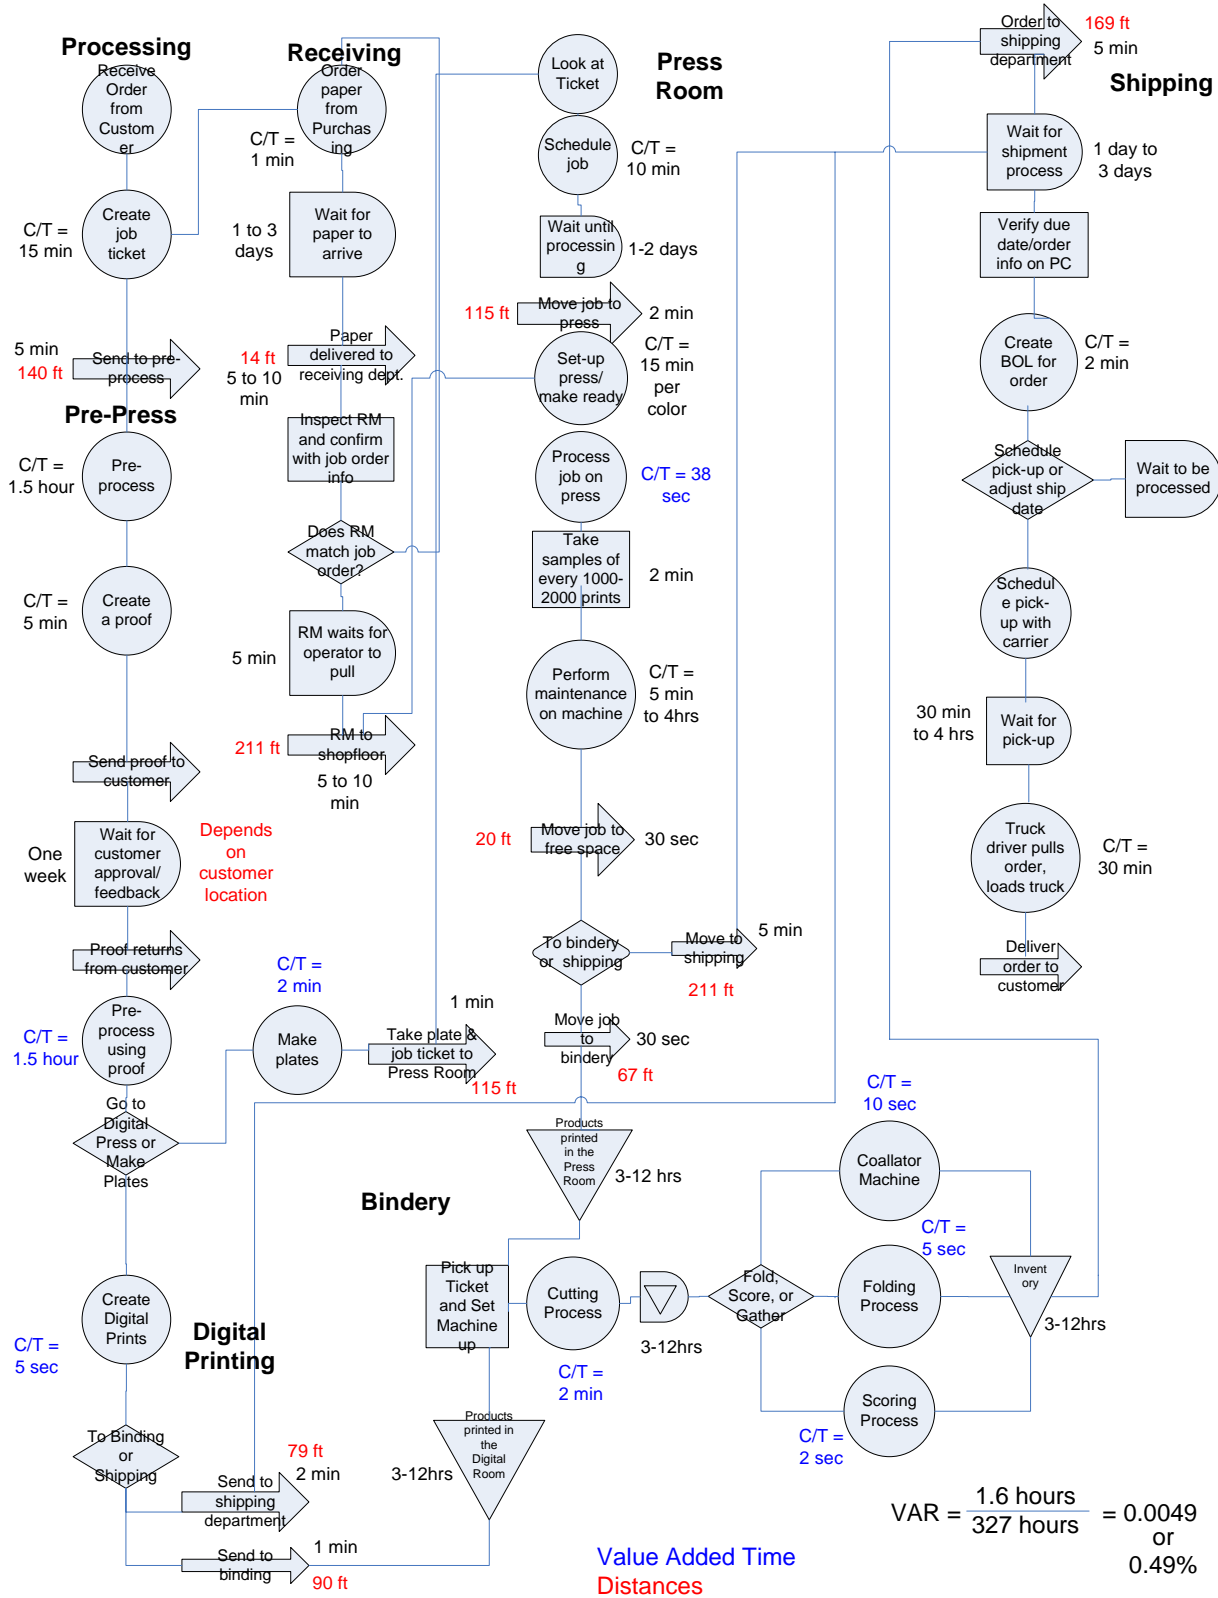 Processing
Receive
Order
from
Custom
er
Create
job
ticket
C/T =
15 min
5 min
140 ft
Send to pre-
process
Pre-Press
C/T =
1.5 hour
Pre-
process
C/T =
5 min
Create
a proof
Send proof to
customer
One
week
Wait for
customer
approval/
feedback
Depends
on
customer
location
Proof returns
from customer
C/T =
1.5 hour
Pre-
process
using
proof
Go to
Digital
Press or
Make
Plates
C/T =
2 min
Make
plates
1 min
Take plate &
job ticket to
Press Room
115 ft
C/T =
5 sec
Create
Digital
Prints
Digital
Printing
To Binding
or
Shipping
79 ft
2 min
Send to
shipping
department
1 min
Send to
binding
90 ft
Receiving
Order
paper
from
Purchas
ing
C/T =
1 min
1 to 3
days
Wait for
paper to
arrive
14 ft
5 to 10
min
Paper
delivered to
receiving dept.
Inspect RM
and confirm
with job order
info
Does RM
match job
order?
5 min
RM waits for
operator to
pull
211 ft
RM to
shopfloor
5 to 10
min
Press
Room
Look at
Ticket
Schedule
job
C/T =
10 min
Wait until
processin
g
1-2 days
115 ft
Move job to
press
2 min
Set-up
press/
make ready
C/T =
15 min
per
color
Process
job on
press
C/T = 38
sec
Take
samples of
every 1000-
2000 prints
2 min
Perform
maintenance
on machine
C/T =
5 min
to 4hrs
20 ft
Move job to
free space
30 sec
To bindery
or shipping
Move to
shipping
5 min
211 ft
Move job
to
bindery
30 sec
67 ft
Products
printed
in the
Press
Room
3-12 hrs
Bindery
Pick up
Ticket
and Set
Machine
up
Cutting
Process
C/T =
2 min
3-12hrs
Products
printed in
the
Digital
Room
3-12hrs
Fold,
Score, or
Gather
C/T =
10 sec
Coallator
Machine
C/T =
5 sec
Folding
Process
Scoring
Process
C/T =
2 sec
Invent
ory
3-12hrs
Shipping
Order to
shipping
department
169 ft
5 min
Wait for
shipment
process
1 day to
3 days
Verify due
date/order
info on PC
Create
BOL for
order
C/T =
2 min
Schedule
pick-up or
adjust ship
date
Wait to be
processed
Schedul
e pick-
up with
carrier
30 min
to 4 hrs
Wait for
pick-up
Truck
driver pulls
order,
loads truck
C/T =
30 min
Deliver
order to
customer
VAR = 1.6 hours / 327 hours = 0.0049
or
0.49%
Value Added Time
Distances